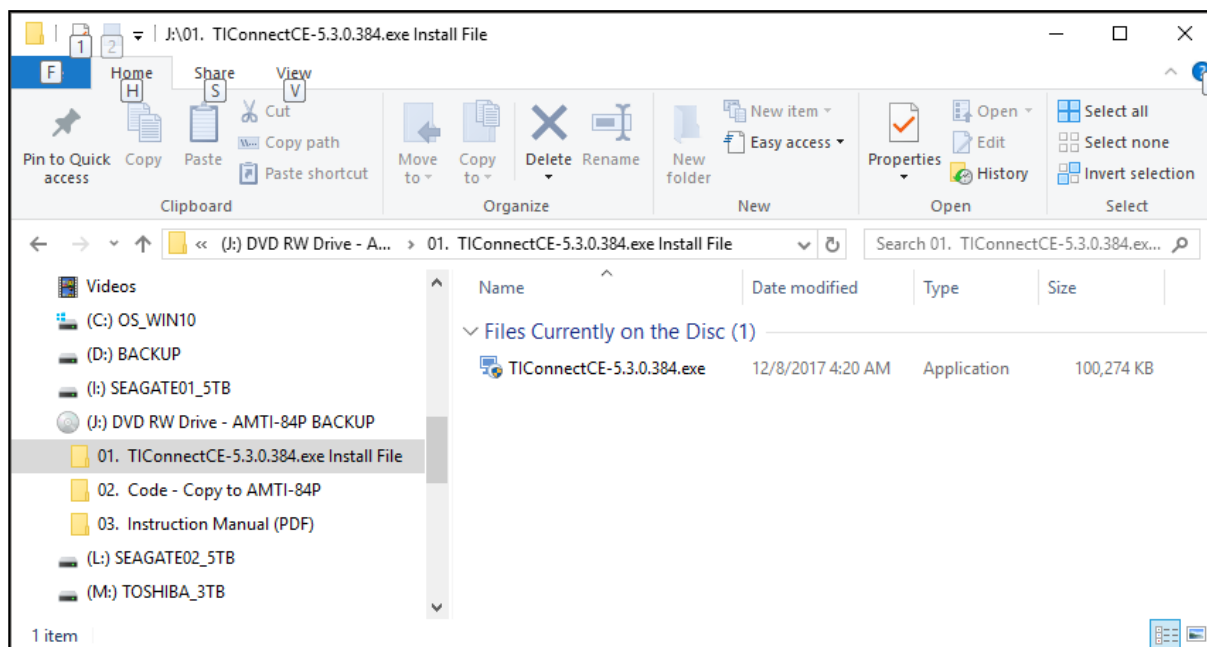 J:\01.  TIConnectCE-5.3.0.384.exe Install File
1 2
F Home Share View
H S V
Pin to Quick access
Copy
Paste
Cut
Copy path
Paste shortcut
Clipboard
Move to
Copy to
Delete
Rename
Organize
New folder
New item
Easy access
New
Properties
Open
Edit
History
Open
Select all
Select none
Invert selection
Select
« (J:) DVD RW Drive - A... › 01.  TIConnectCE-5.3.0.384.exe Install File
Search 01.  TIConnectCE-5.3.0.384.ex...
Videos
(C:) OS_WIN10
(D:) BACKUP
(I:) SEAGATE01_5TB
(J:) DVD RW Drive - AMTI-84P BACKUP
01.  TIConnectCE-5.3.0.384.exe Install File
02.  Code - Copy to AMTI-84P
03.  Instruction Manual (PDF)
(L:) SEAGATE02_5TB
(M:) TOSHIBA_3TB
Name Date modified Type Size
Files Currently on the Disc (1)
TIConnectCE-5.3.0.384.exe 12/8/2017 4:20 AM Application 100,274 KB
1 item